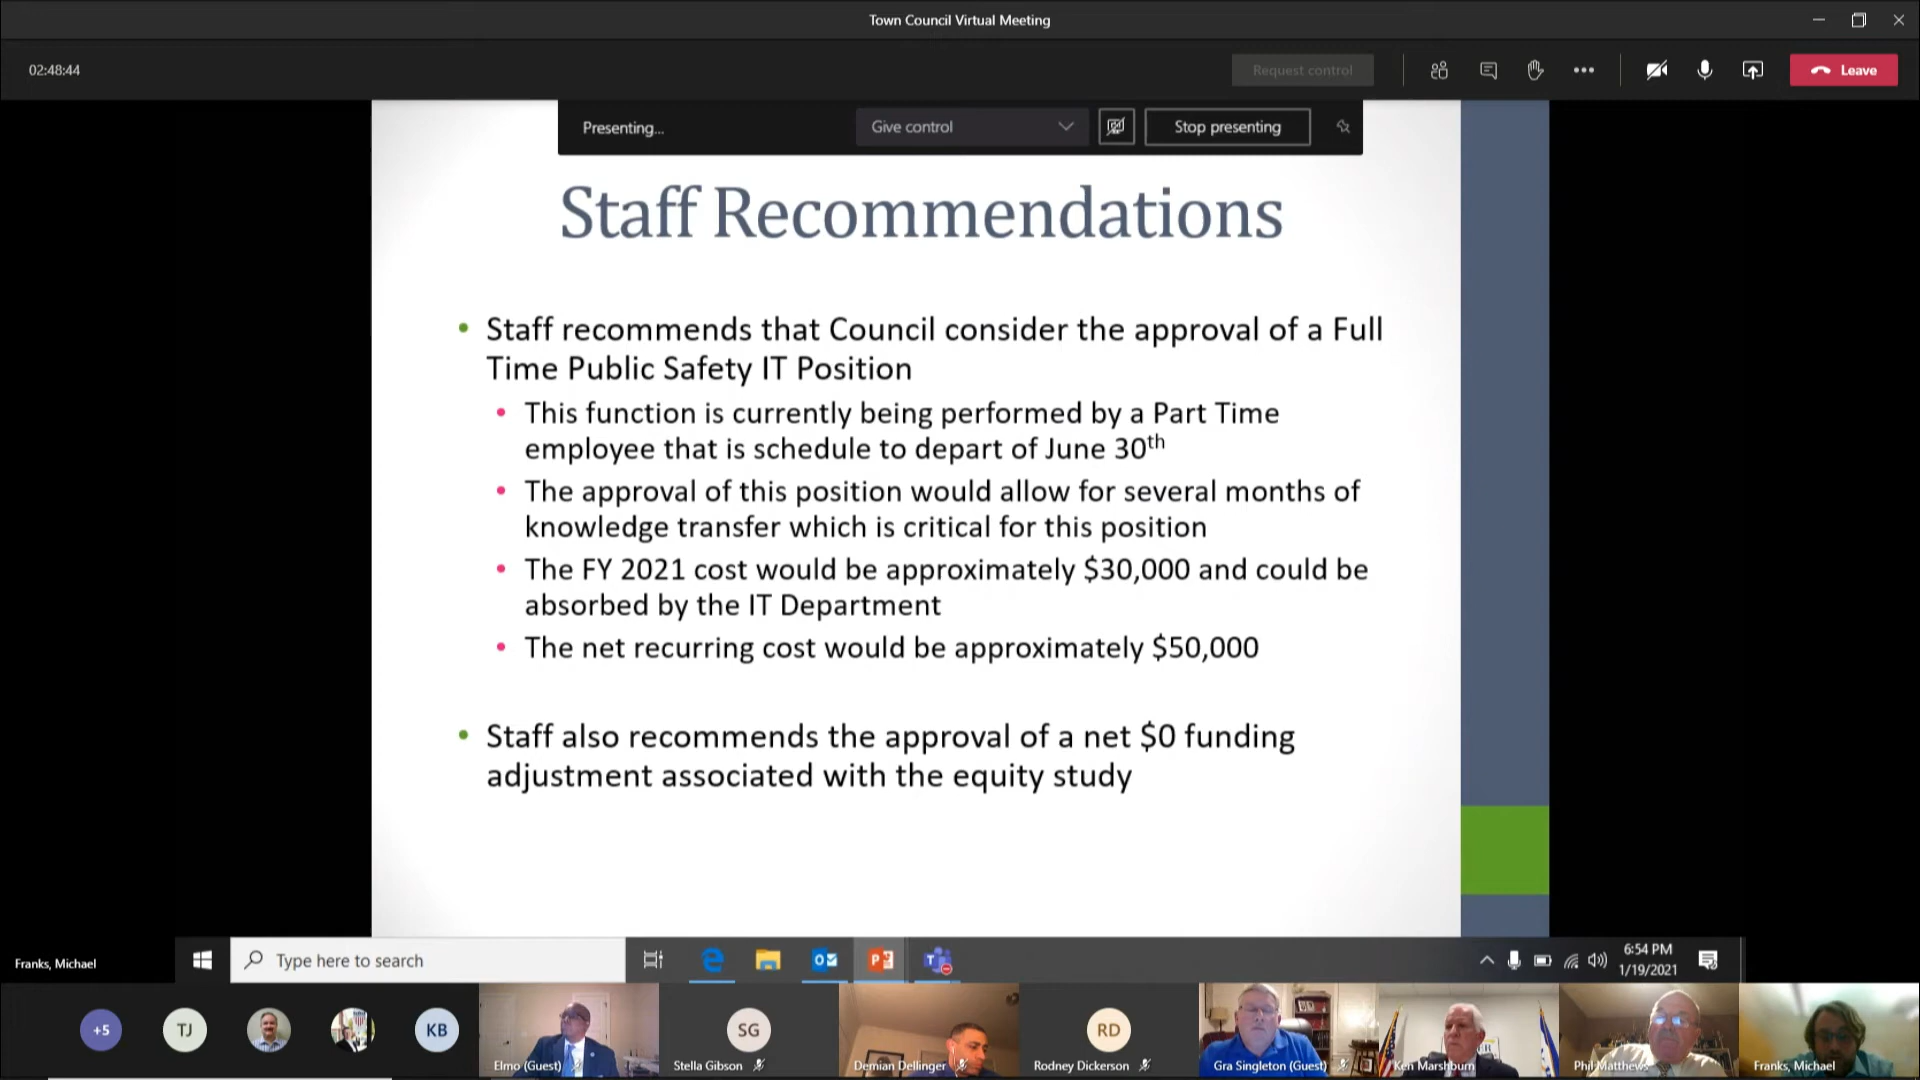 Town Council Virtual Meeting
02:48:44
Request control
Leave
Presenting...
Give control
Stop presenting
Staff Recommendations
• Staff recommends that Council consider the approval of a Full
Time Public Safety IT Position
• This function is currently being performed by a Part Time
employee that is schedule to depart of June 30th
• The approval of this position would allow for several months of
knowledge transfer which is critical for this position
• The FY 2021 cost would be approximately $30,000 and could be
absorbed by the IT Department
• The net recurring cost would be approximately $50,000
• Staff also recommends the approval of a net $0 funding
adjustment associated with the equity study
Franks, Michael
Type here to search
6:54 PM
1/19/2021
+5
TJ
KB
Elmo (Guest)
SG
Stella Gibson
Demian Dellinger
RD
Rodney Dickerson
Gra Singleton (Guest)
Ken Marshburn
Phil Matthews
Franks, Michael